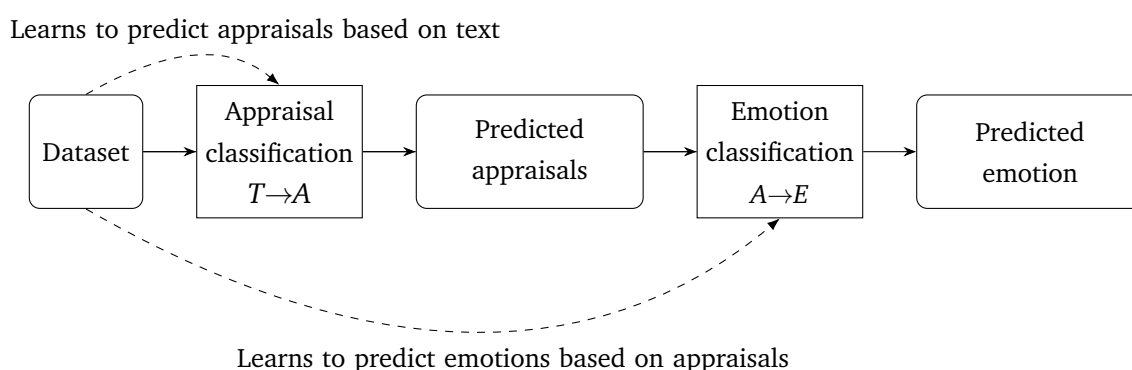 Learns to predict appraisals based on text
Dataset
Appraisal
classification
T→A
Predicted
appraisals
Emotion
classification
A→E
Predicted
emotion
Learns to predict emotions based on appraisals